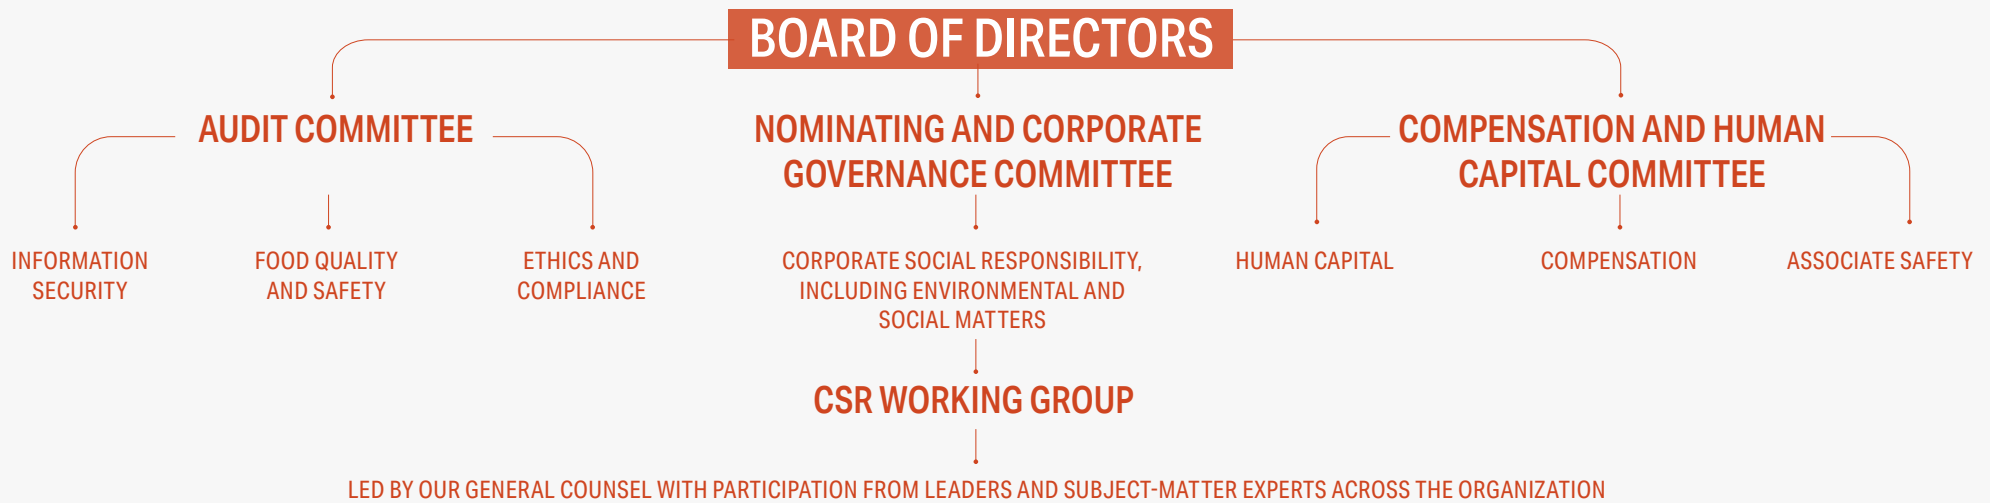 BOARD OF DIRECTORS
AUDIT COMMITTEE
INFORMATION
SECURITY
FOOD QUALITY
AND SAFETY
ETHICS AND
COMPLIANCE
NOMINATING AND CORPORATE
GOVERNANCE COMMITTEE
CORPORATE SOCIAL RESPONSIBILITY,
INCLUDING ENVIRONMENTAL AND
SOCIAL MATTERS
CSR WORKING GROUP
LED BY OUR GENERAL COUNSEL WITH PARTICIPATION FROM LEADERS AND SUBJECT-MATTER EXPERTS ACROSS THE ORGANIZATION
COMPENSATION AND HUMAN
CAPITAL COMMITTEE
HUMAN CAPITAL
COMPENSATION
ASSOCIATE SAFETY